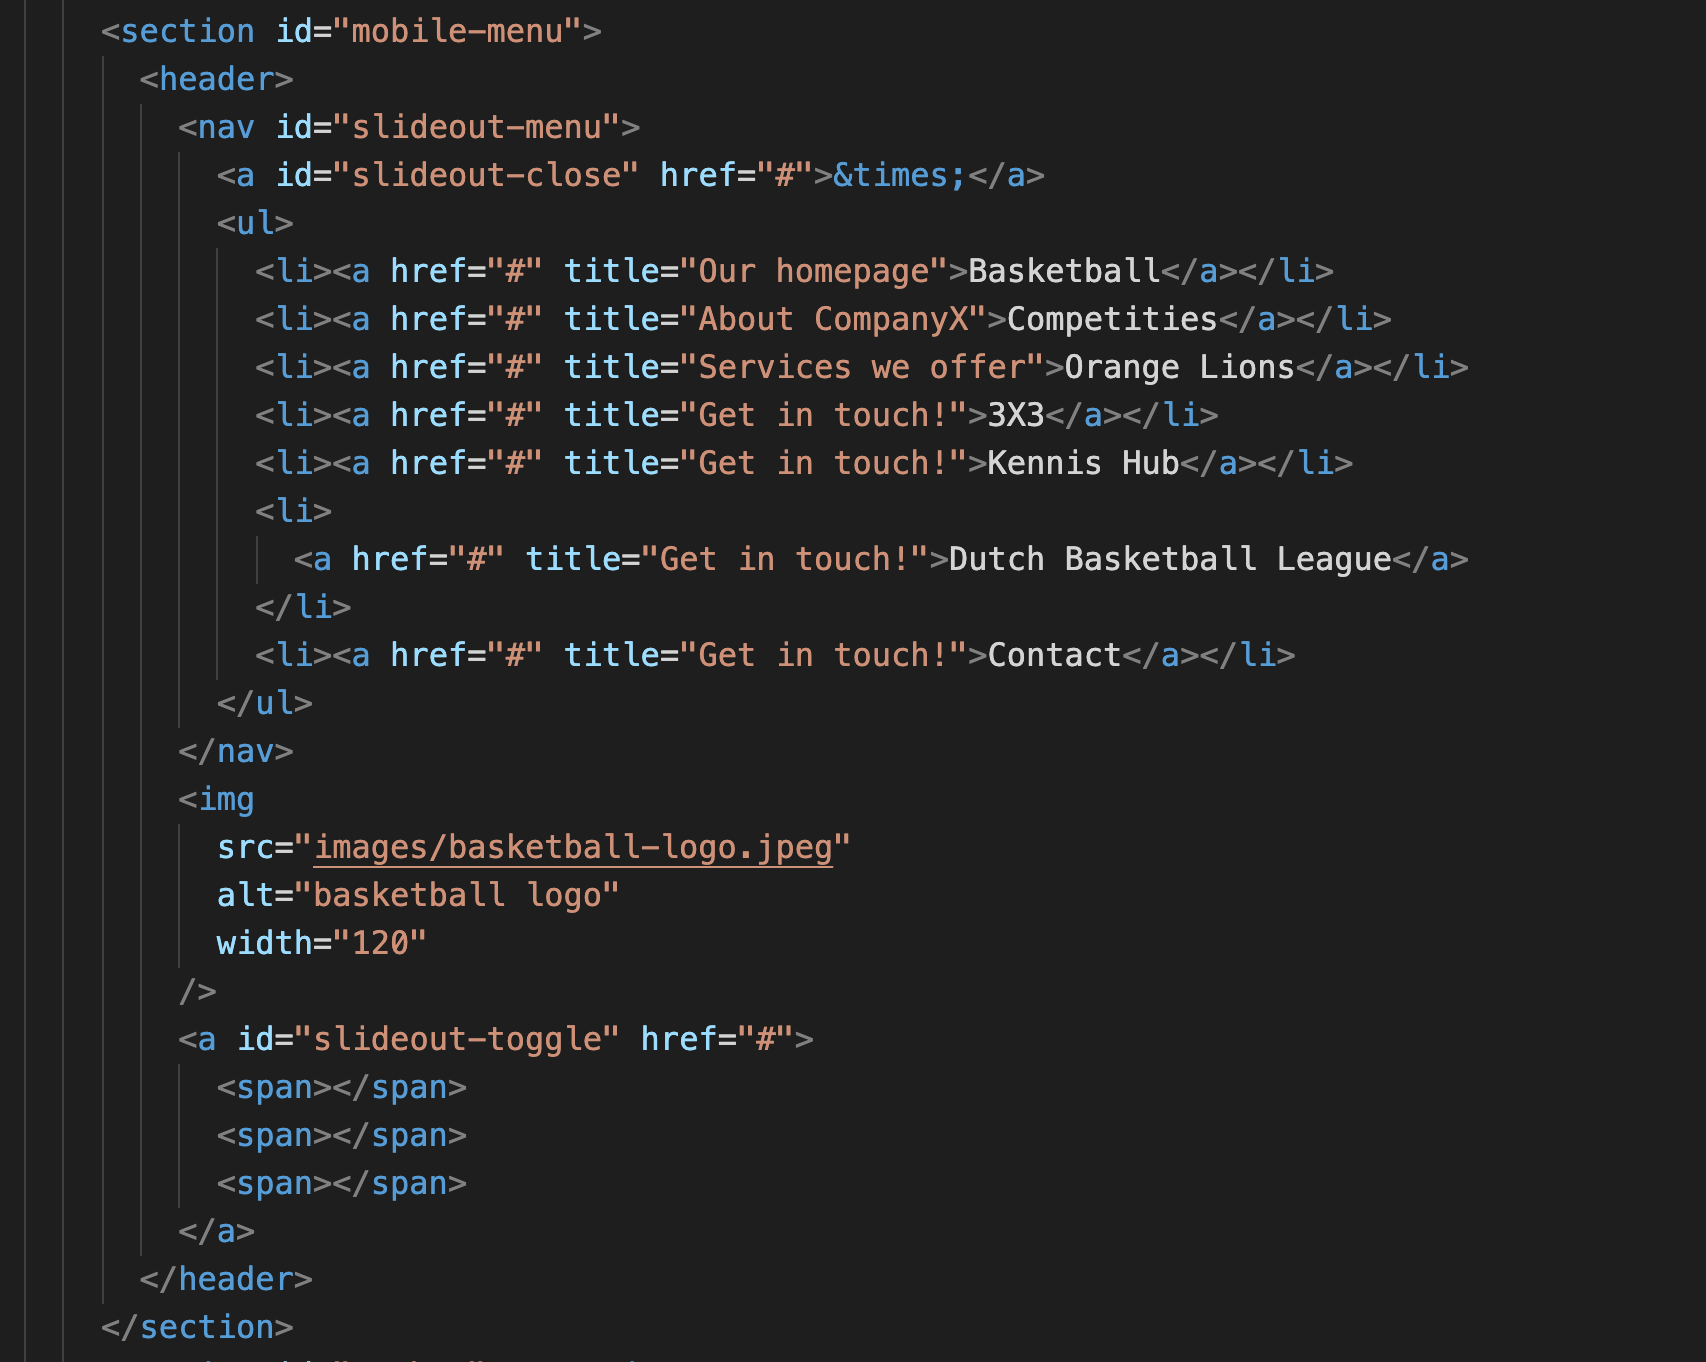 <section id="mobile-menu">
<header>
<nav id="slideout-menu">
<a id="slideout-close" href="#">&times;</a>
<ul>
<li><a href="#" title="Our homepage">Basketball</a></li>
<li><a href="#" title="About CompanyX">Competities</a></li>
<li><a href="#" title="Services we offer">Orange Lions</a></li>
<li><a href="#" title="Get in touch!">3X3</a></li>
<li><a href="#" title="Get in touch!">Kennis Hub</a></li>
<li>
<a href="#" title="Get in touch!">Dutch Basketball League</a>
</li>
<li><a href="#" title="Get in touch!">Contact</a></li>
</ul>
</nav>
<img
src="images/basketball-logo.jpeg"
alt="basketball logo"
width="120"
/>
<a id="slideout-toggle" href="#">
<span></span>
<span></span>
<span></span>
</a>
</header>
</section>